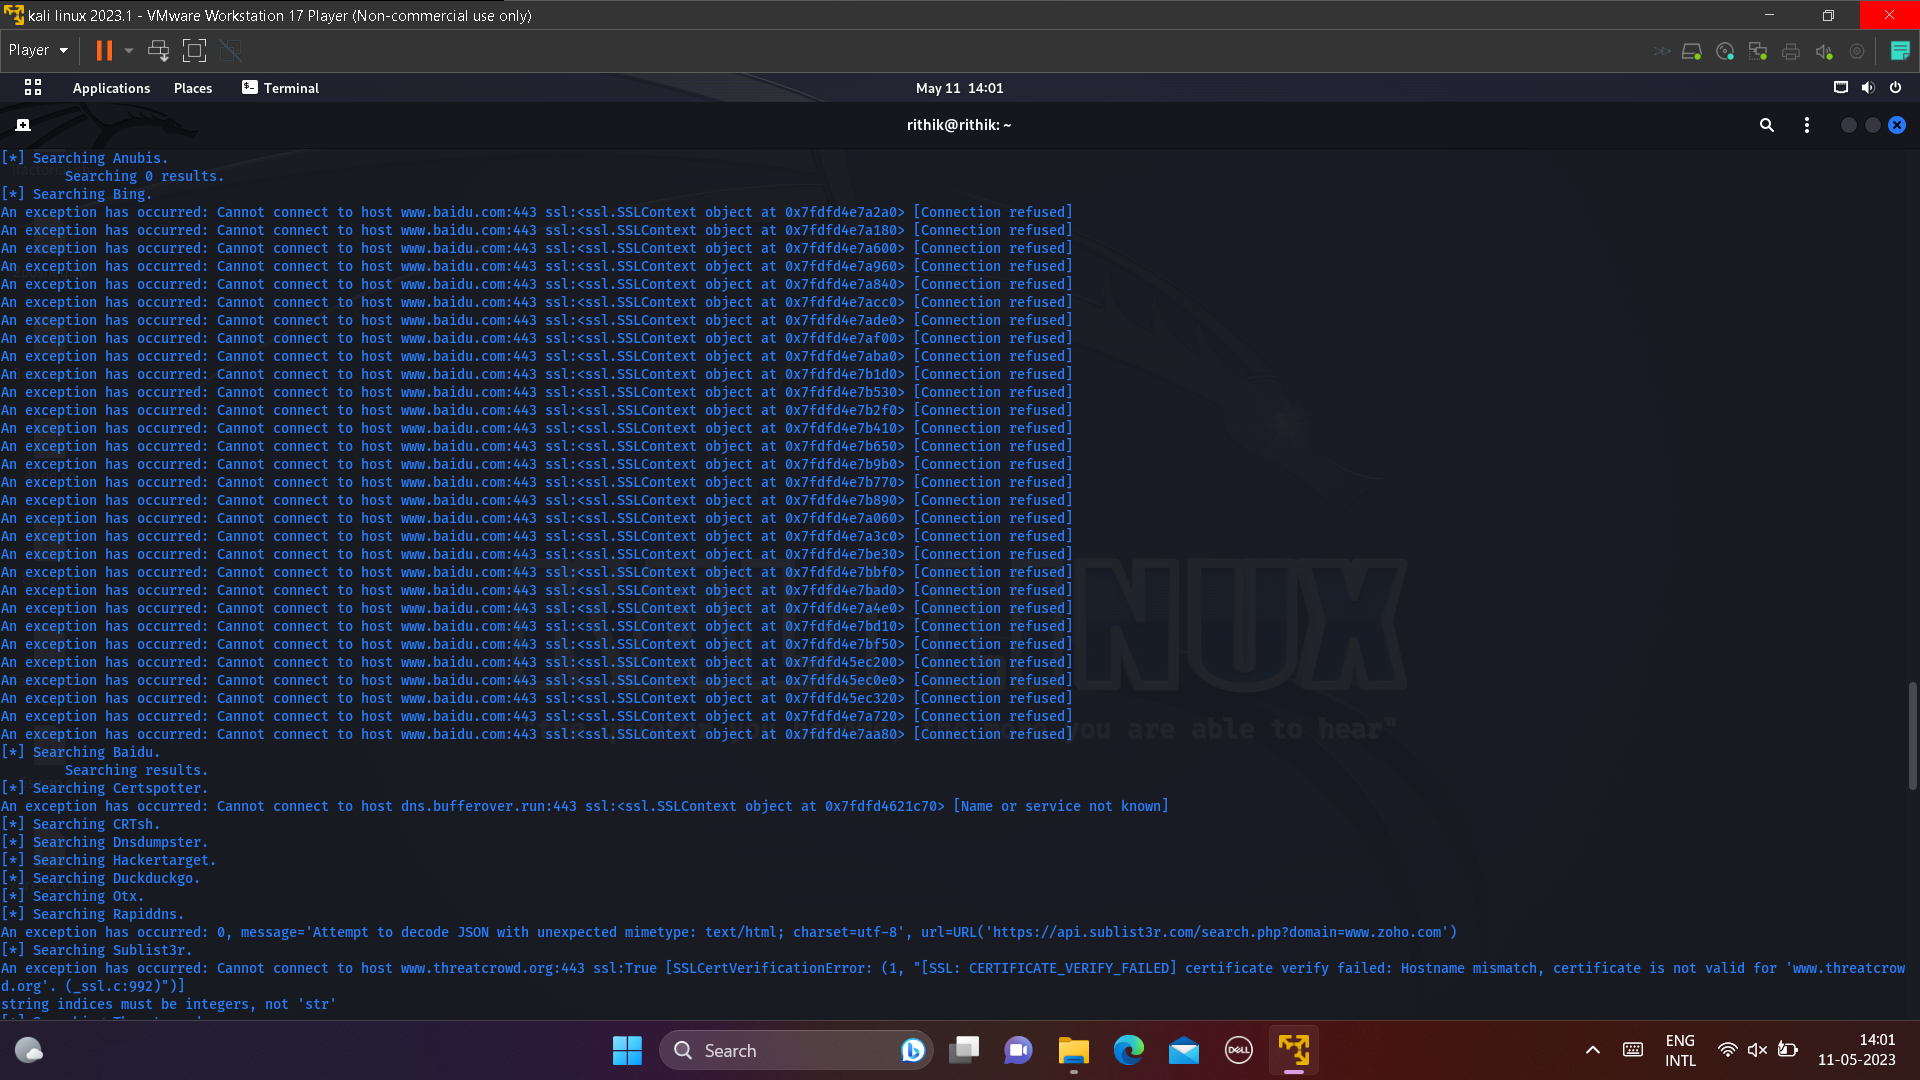 kali linux 2023.1 - VMware Workstation 17 Player (Non-commercial use only)
Player
Applications Places Terminal May 11 14:01
rithik@rithik: ~
[*] Searching Anubis.
Searching 0 results.
[*] Searching Bing.
An exception has occurred: Cannot connect to host www.baidu.com:443 ssl:<ssl.SSLContext object at 0x7fdfd4e7a2a0> [Connection refused]
An exception has occurred: Cannot connect to host www.baidu.com:443 ssl:<ssl.SSLContext object at 0x7fdfd4e7a180> [Connection refused]
An exception has occurred: Cannot connect to host www.baidu.com:443 ssl:<ssl.SSLContext object at 0x7fdfd4e7a600> [Connection refused]
An exception has occurred: Cannot connect to host www.baidu.com:443 ssl:<ssl.SSLContext object at 0x7fdfd4e7a960> [Connection refused]
An exception has occurred: Cannot connect to host www.baidu.com:443 ssl:<ssl.SSLContext object at 0x7fdfd4e7a840> [Connection refused]
An exception has occurred: Cannot connect to host www.baidu.com:443 ssl:<ssl.SSLContext object at 0x7fdfd4e7acc0> [Connection refused]
An exception has occurred: Cannot connect to host www.baidu.com:443 ssl:<ssl.SSLContext object at 0x7fdfd4e7ade0> [Connection refused]
An exception has occurred: Cannot connect to host www.baidu.com:443 ssl:<ssl.SSLContext object at 0x7fdfd4e7af00> [Connection refused]
An exception has occurred: Cannot connect to host www.baidu.com:443 ssl:<ssl.SSLContext object at 0x7fdfd4e7aba0> [Connection refused]
An exception has occurred: Cannot connect to host www.baidu.com:443 ssl:<ssl.SSLContext object at 0x7fdfd4e7b1d0> [Connection refused]
An exception has occurred: Cannot connect to host www.baidu.com:443 ssl:<ssl.SSLContext object at 0x7fdfd4e7b530> [Connection refused]
An exception has occurred: Cannot connect to host www.baidu.com:443 ssl:<ssl.SSLContext object at 0x7fdfd4e7b2f0> [Connection refused]
An exception has occurred: Cannot connect to host www.baidu.com:443 ssl:<ssl.SSLContext object at 0x7fdfd4e7b410> [Connection refused]
An exception has occurred: Cannot connect to host www.baidu.com:443 ssl:<ssl.SSLContext object at 0x7fdfd4e7b650> [Connection refused]
An exception has occurred: Cannot connect to host www.baidu.com:443 ssl:<ssl.SSLContext object at 0x7fdfd4e7b9b0> [Connection refused]
An exception has occurred: Cannot connect to host www.baidu.com:443 ssl:<ssl.SSLContext object at 0x7fdfd4e7b770> [Connection refused]
An exception has occurred: Cannot connect to host www.baidu.com:443 ssl:<ssl.SSLContext object at 0x7fdfd4e7b890> [Connection refused]
An exception has occurred: Cannot connect to host www.baidu.com:443 ssl:<ssl.SSLContext object at 0x7fdfd4e7a060> [Connection refused]
An exception has occurred: Cannot connect to host www.baidu.com:443 ssl:<ssl.SSLContext object at 0x7fdfd4e7a3c0> [Connection refused]
An exception has occurred: Cannot connect to host www.baidu.com:443 ssl:<ssl.SSLContext object at 0x7fdfd4e7be30> [Connection refused]
An exception has occurred: Cannot connect to host www.baidu.com:443 ssl:<ssl.SSLContext object at 0x7fdfd4e7bbf0> [Connection refused]
An exception has occurred: Cannot connect to host www.baidu.com:443 ssl:<ssl.SSLContext object at 0x7fdfd4e7bad0> [Connection refused]
An exception has occurred: Cannot connect to host www.baidu.com:443 ssl:<ssl.SSLContext object at 0x7fdfd4e7a4e0> [Connection refused]
An exception has occurred: Cannot connect to host www.baidu.com:443 ssl:<ssl.SSLContext object at 0x7fdfd4e7bd10> [Connection refused]
An exception has occurred: Cannot connect to host www.baidu.com:443 ssl:<ssl.SSLContext object at 0x7fdfd4e7bf50> [Connection refused]
An exception has occurred: Cannot connect to host www.baidu.com:443 ssl:<ssl.SSLContext object at 0x7fdfd45ec200> [Connection refused]
An exception has occurred: Cannot connect to host www.baidu.com:443 ssl:<ssl.SSLContext object at 0x7fdfd45ec0e0> [Connection refused]
An exception has occurred: Cannot connect to host www.baidu.com:443 ssl:<ssl.SSLContext object at 0x7fdfd45ec320> [Connection refused]
An exception has occurred: Cannot connect to host www.baidu.com:443 ssl:<ssl.SSLContext object at 0x7fdfd4e7a720> [Connection refused]
An exception has occurred: Cannot connect to host www.baidu.com:443 ssl:<ssl.SSLContext object at 0x7fdfd4e7aa80> [Connection refused]
LINUX
you are able to hear"
[*] Searching Baidu.
Searching results.
[*] Searching Certspotter.
An exception has occurred: Cannot connect to host dns.bufferover.run:443 ssl:<ssl.SSLContext object at 0x7fdfd4621c70> [Name or service not known]
[*] Searching CRTsh.
[*] Searching Dnsdumpster.
[*] Searching Hackertarget.
[*] Searching Duckduckgo.
[*] Searching Otx.
[*] Searching Rapiddns.
An exception has occurred: 0, message='Attempt to decode JSON with unexpected mimetype: text/html; charset=utf-8', url=URL('https://api.sublist3r.com/search.php?domain=www.zoho.com')
[*] Searching Sublist3r.
An exception has occurred: Cannot connect to host www.threatcrowd.org:443 ssl:True [SSLCertVerificationError: (1, "[SSL: CERTIFICATE_VERIFY_FAILED] certificate verify failed: Hostname mismatch, certificate is not valid for 'www.threatcrow
d.org'. (_ssl.c:992)")]
string indices must be integers, not 'str'
Search
DELL
ENG
INTL
14:01
11-05-2023